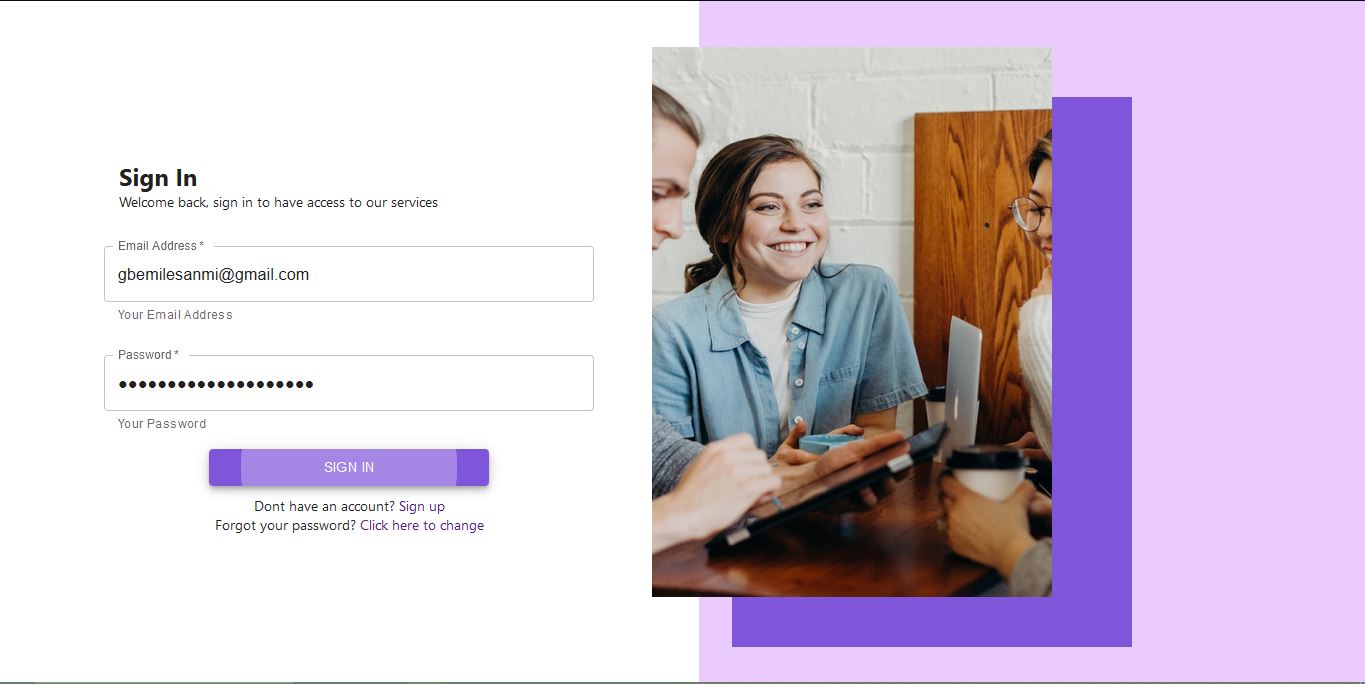 Sign In
Welcome back, sign in to have access to our services
Email Address *
gbemilesanmi@gmail.com
Your Email Address
Password *
Your Password
SIGN IN
Dont have an account? Sign up
Forgot your password? Click here to change